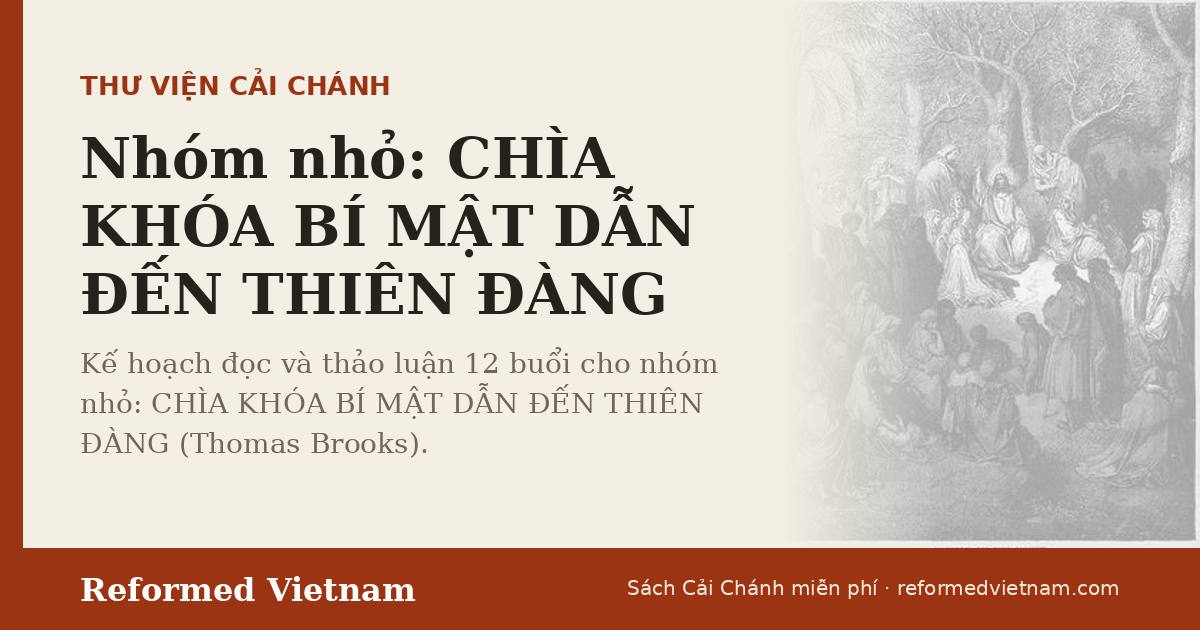 THƯ VIỆN CẢI CHÁNH
Nhóm nhỏ: CHÌA
KHÓA BÍ MẬT DẪN
ĐẾN THIÊN ĐÀNG
Kế hoạch đọc và thảo luận 12 buổi cho nhóm
nhỏ: CHÌA KHÓA BÍ MẬT DẪN ĐẾN THIÊN
ĐÀNG (Thomas Brooks).
Reformed Vietnam
Sách Cải Chánh miễn phí · reformedvietnam.com